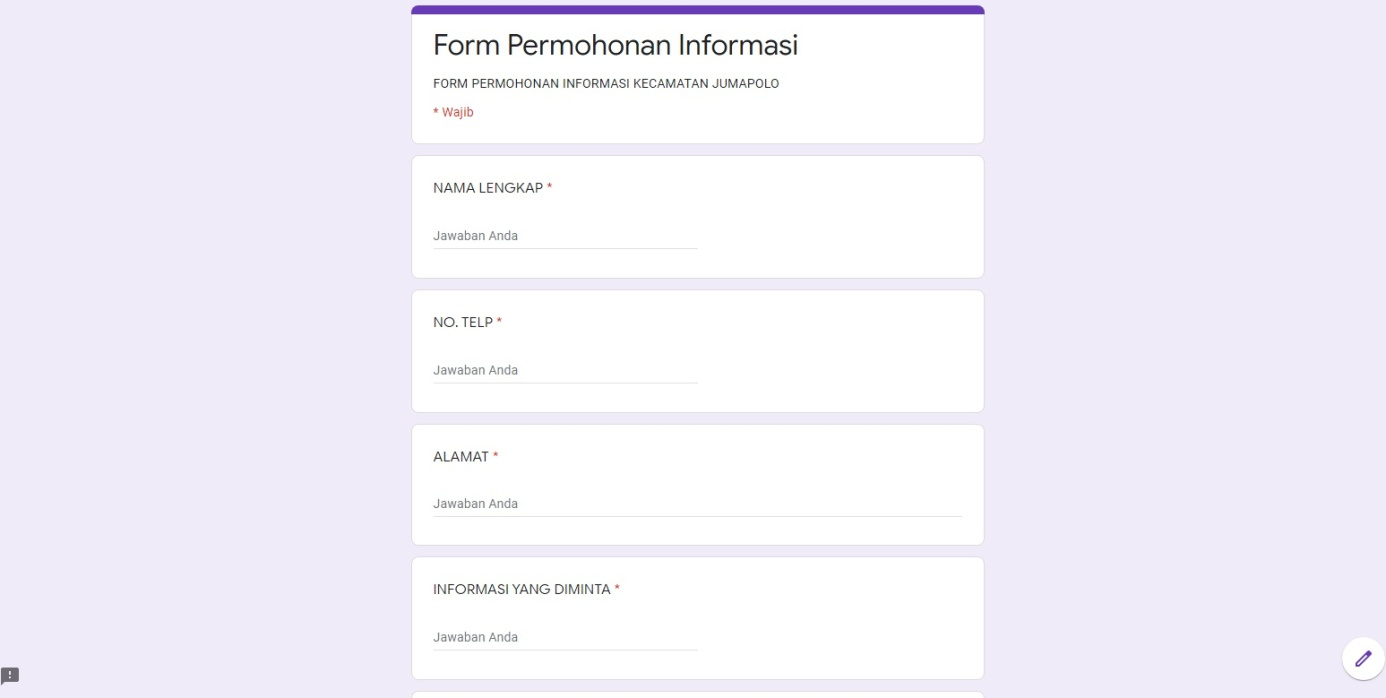 Form Permohonan Informasi
FORM PERMOHONAN INFORMASI KECAMATAN JUMAPOLO
* Wajib
NAMA LENGKAP *
Jawaban Anda
NO. TELP *
Jawaban Anda
ALAMAT *
Jawaban Anda
INFORMASI YANG DIMINTA *
Jawaban Anda